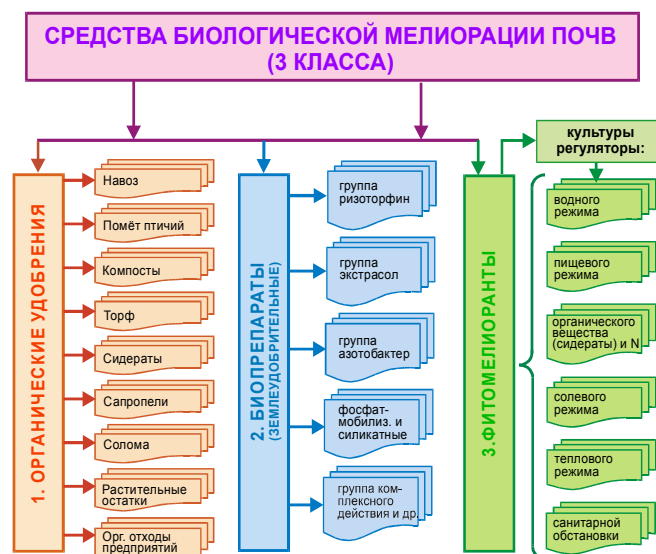 СРЕДСТВА БИОЛОГИЧЕСКОЙ МЕЛИОРАЦИИ ПОЧВ
(3 КЛАССА)
1. ОРГАНИЧЕСКИЕ УДОБРЕНИЯ
Навоз
Помёт птичий
Компосты
Торф
Сидераты
Сапропели
Солома
Растительные
остатки
Орг. отходы
предприятий
2. БИОПРЕПАРАТЫ
(ЗЕМЛЕУДОБРИТЕЛЬНЫЕ)
группа
ризоторфин
группа
экстрасол
группа
азотобактер
фосфат-
мобилиз. и
силикатные
группа ком-
плексного
действия и др.
3.ФИТОМЕЛИОРАНТЫ
культуры
регуляторы:
водного
режима
пищевого
режима
органического
вещества
(сидераты) и N
солевого
режима
теплового
режима
санитарной
обстановки